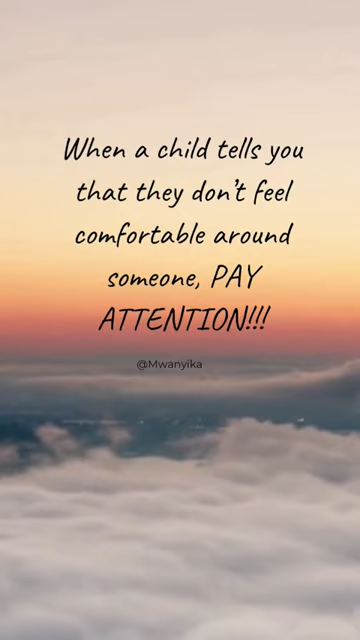 When a child tells you
that they don't feel
comfortable around
someone, PAY
ATTENTION!!!
@Mwanyika